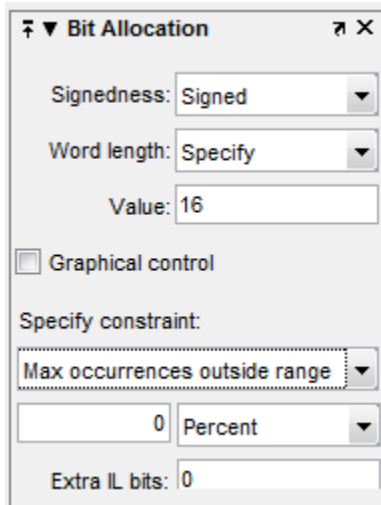 Bit Allocation
Signedness: Signed
Word length: Specify
Value: 16
Graphical control
Specify constraint:
Max occurrences outside range
0 Percent
Extra IL bits: 0